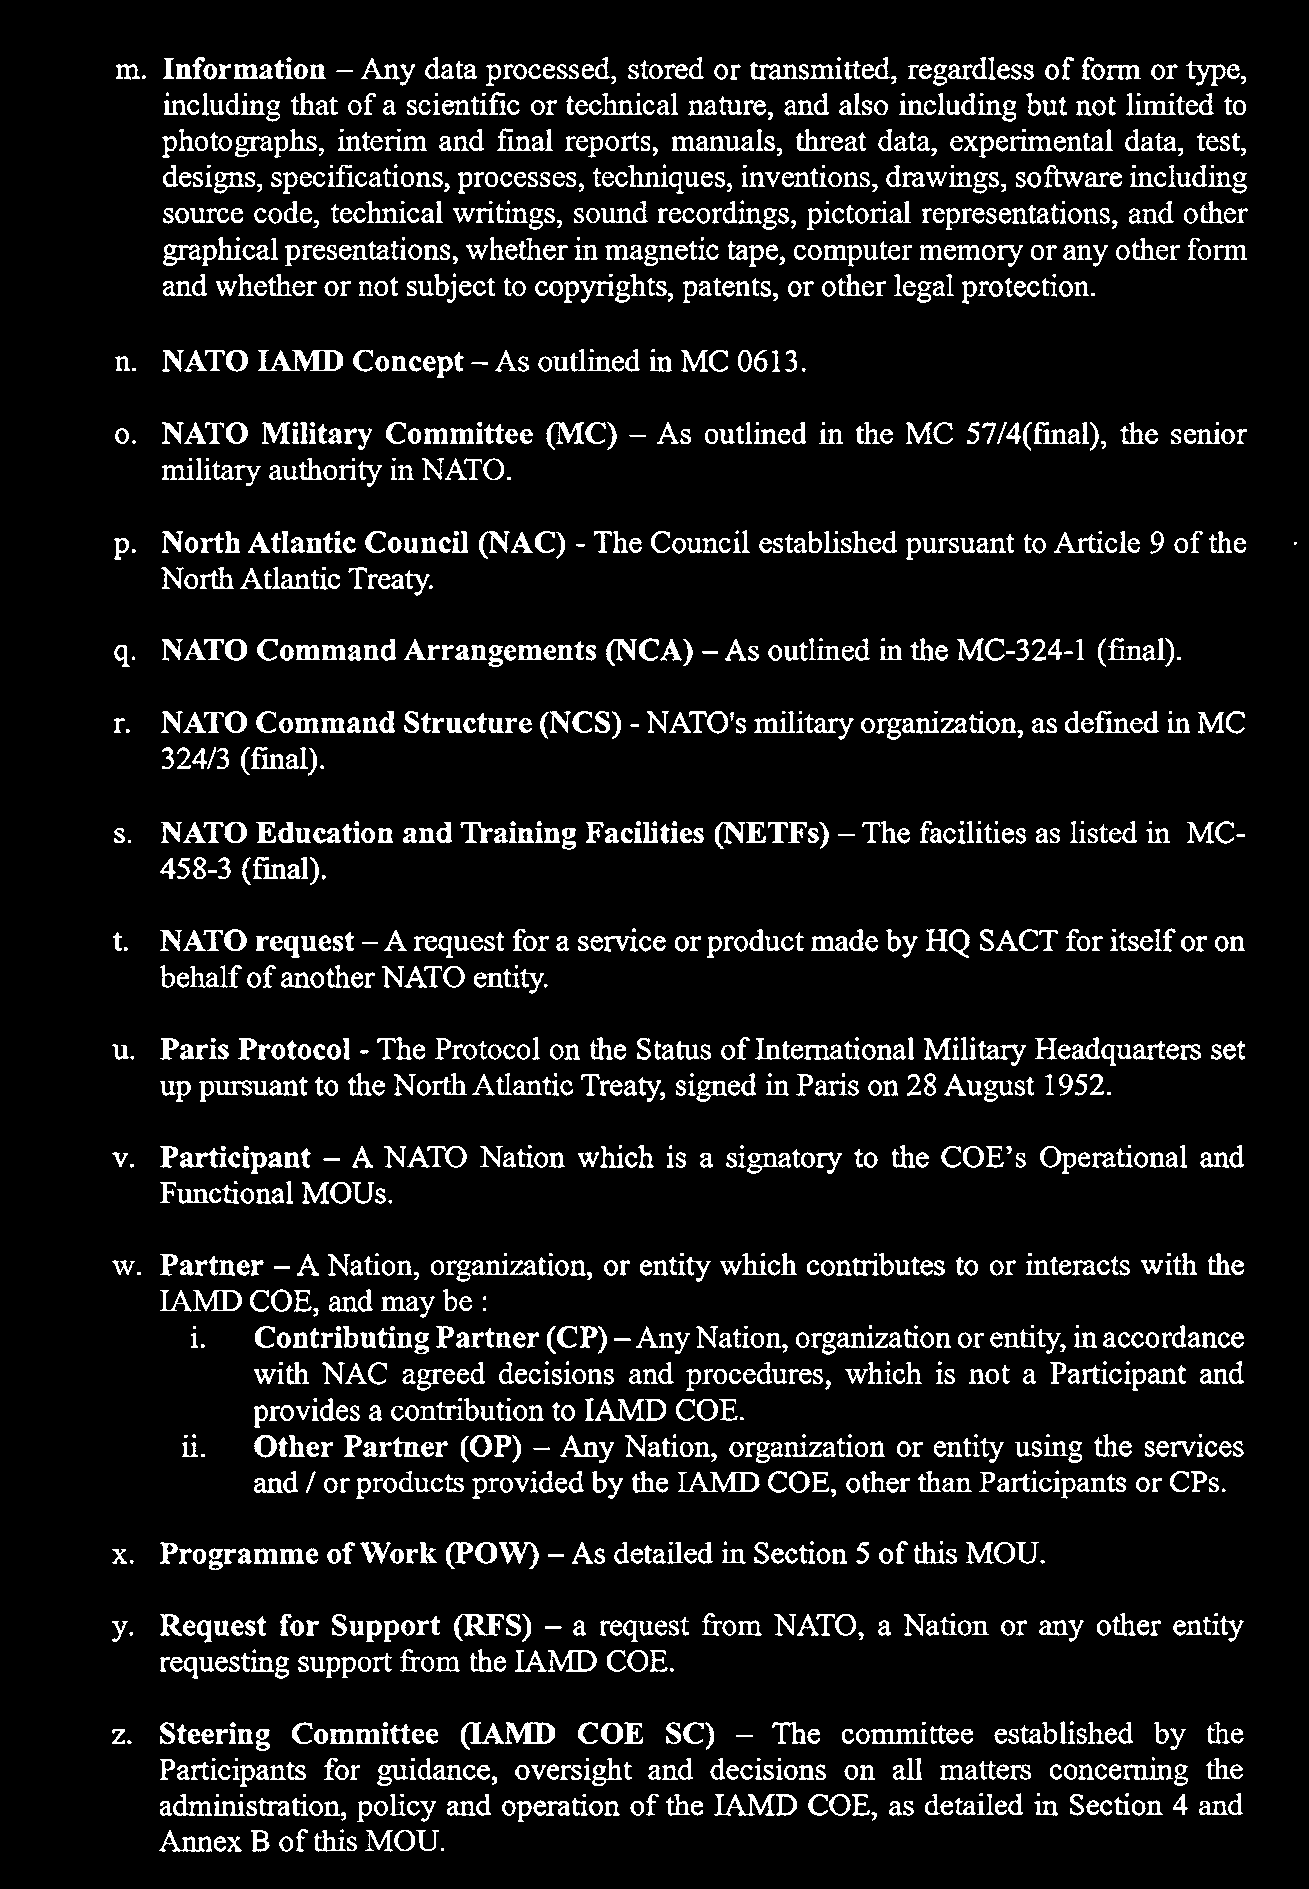 m. Information – Any data processed, stored or transmitted, regardless of form or type,
including that of a scientific or technical nature, and also including but not limited to
photographs, interim and final reports, manuals, threat data, experimental data, test,
designs, specifications, processes, techniques, inventions, drawings, software including
source code, technical writings, sound recordings, pictorial representations, and other
graphical presentations, whether in magnetic tape, computer memory or any other form
and whether or not subject to copyrights, patents, or other legal protection.
n. NATO IAMD Concept – As outlined in MC 0613.
o. NATO Military Committee (MC) – As outlined in the MC 57/4(final), the senior
military authority in NATO.
p. North Atlantic Council (NAC) - The Council established pursuant to Article 9 of the
North Atlantic Treaty.
q. NATO Command Arrangements (NCA) – As outlined in the MC-324-1 (final).
r. NATO Command Structure (NCS) - NATO's military organization, as defined in MC
324/3 (final).
s. NATO Education and Training Facilities (NETFs) – The facilities as listed in MC-
458-3 (final).
t. NATO request – A request for a service or product made by HQ SACT for itself or on
behalf of another NATO entity.
u. Paris Protocol - The Protocol on the Status of International Military Headquarters set
up pursuant to the North Atlantic Treaty, signed in Paris on 28 August 1952.
v. Participant – A NATO Nation which is a signatory to the COE’s Operational and
Functional MOUs.
w. Partner – A Nation, organization, or entity which contributes to or interacts with the
IAMD COE, and may be :
i. Contributing Partner (CP) – Any Nation, organization or entity, in accordance
with NAC agreed decisions and procedures, which is not a Participant and
provides a contribution to IAMD COE.
ii. Other Partner (OP) – Any Nation, organization or entity using the services
and / or products provided by the IAMD COE, other than Participants or CPs.
x. Programme of Work (POW) – As detailed in Section 5 of this MOU.
y. Request for Support (RFS) – a request from NATO, a Nation or any other entity
requesting support from the IAMD COE.
z. Steering Committee (IAMD COE SC) – The committee established by the
Participants for guidance, oversight and decisions on all matters concerning the
administration, policy and operation of the IAMD COE, as detailed in Section 4 and
Annex B of this MOU.